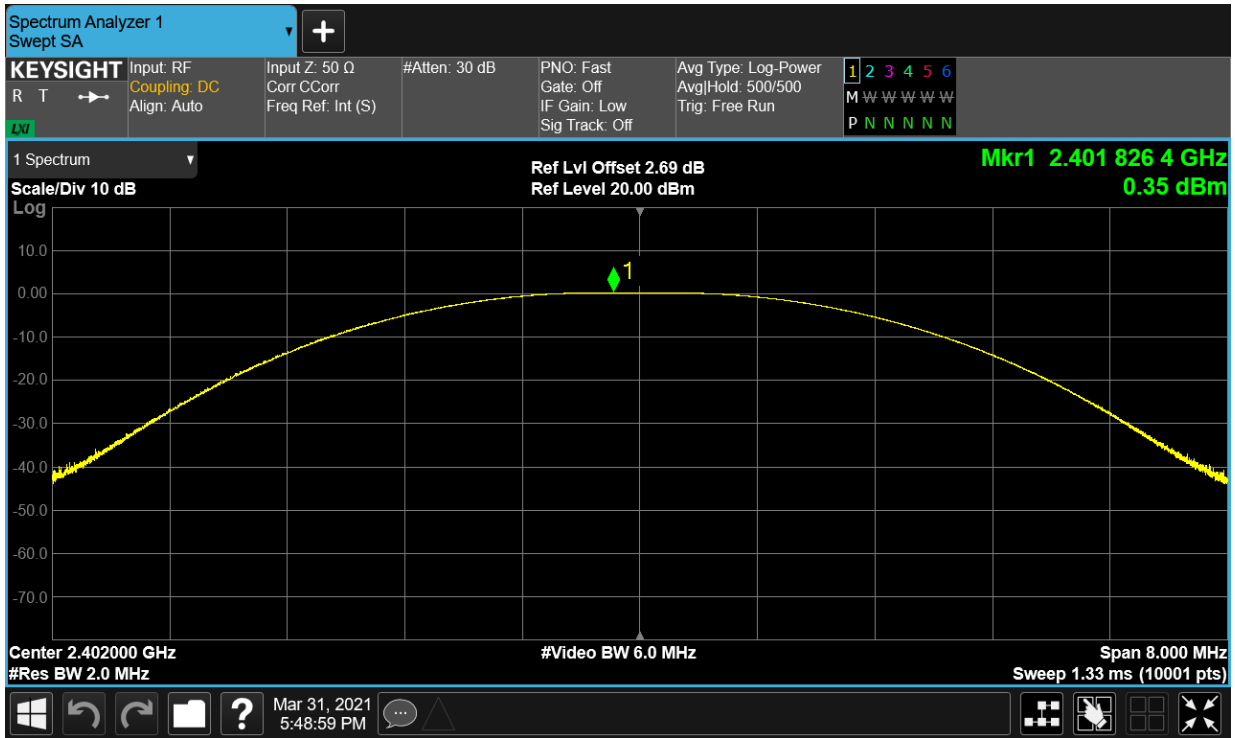 Spectrum Analyzer 1
Swept SA
▼
+
KEYSIGHT
R T
LXI
Input: RF
Coupling: DC
Align: Auto
Input Z: 50 Ω
Corr CCorr
Freq Ref: Int (S)
#Atten: 30 dB
PNO: Fast
Gate: Off
IF Gain: Low
Sig Track: Off
Avg Type: Log-Power
Avg|Hold: 500/500
Trig: Free Run
1 2 3 4 5 6
M W W W W W
P N N N N N
1 Spectrum ▼
Scale/Div 10 dB
Log
Ref Lvl Offset 2.69 dB
Ref Level 20.00 dBm
Mkr1 2.401 826 4 GHz
0.35 dBm
10.0
0.00
-10.0
-20.0
-30.0
-40.0
-50.0
-60.0
-70.0
1
Center 2.402000 GHz
#Res BW 2.0 MHz
#Video BW 6.0 MHz
Span 8.000 MHz
Sweep 1.33 ms (10001 pts)
?
Mar 31, 2021
5:48:59 PM